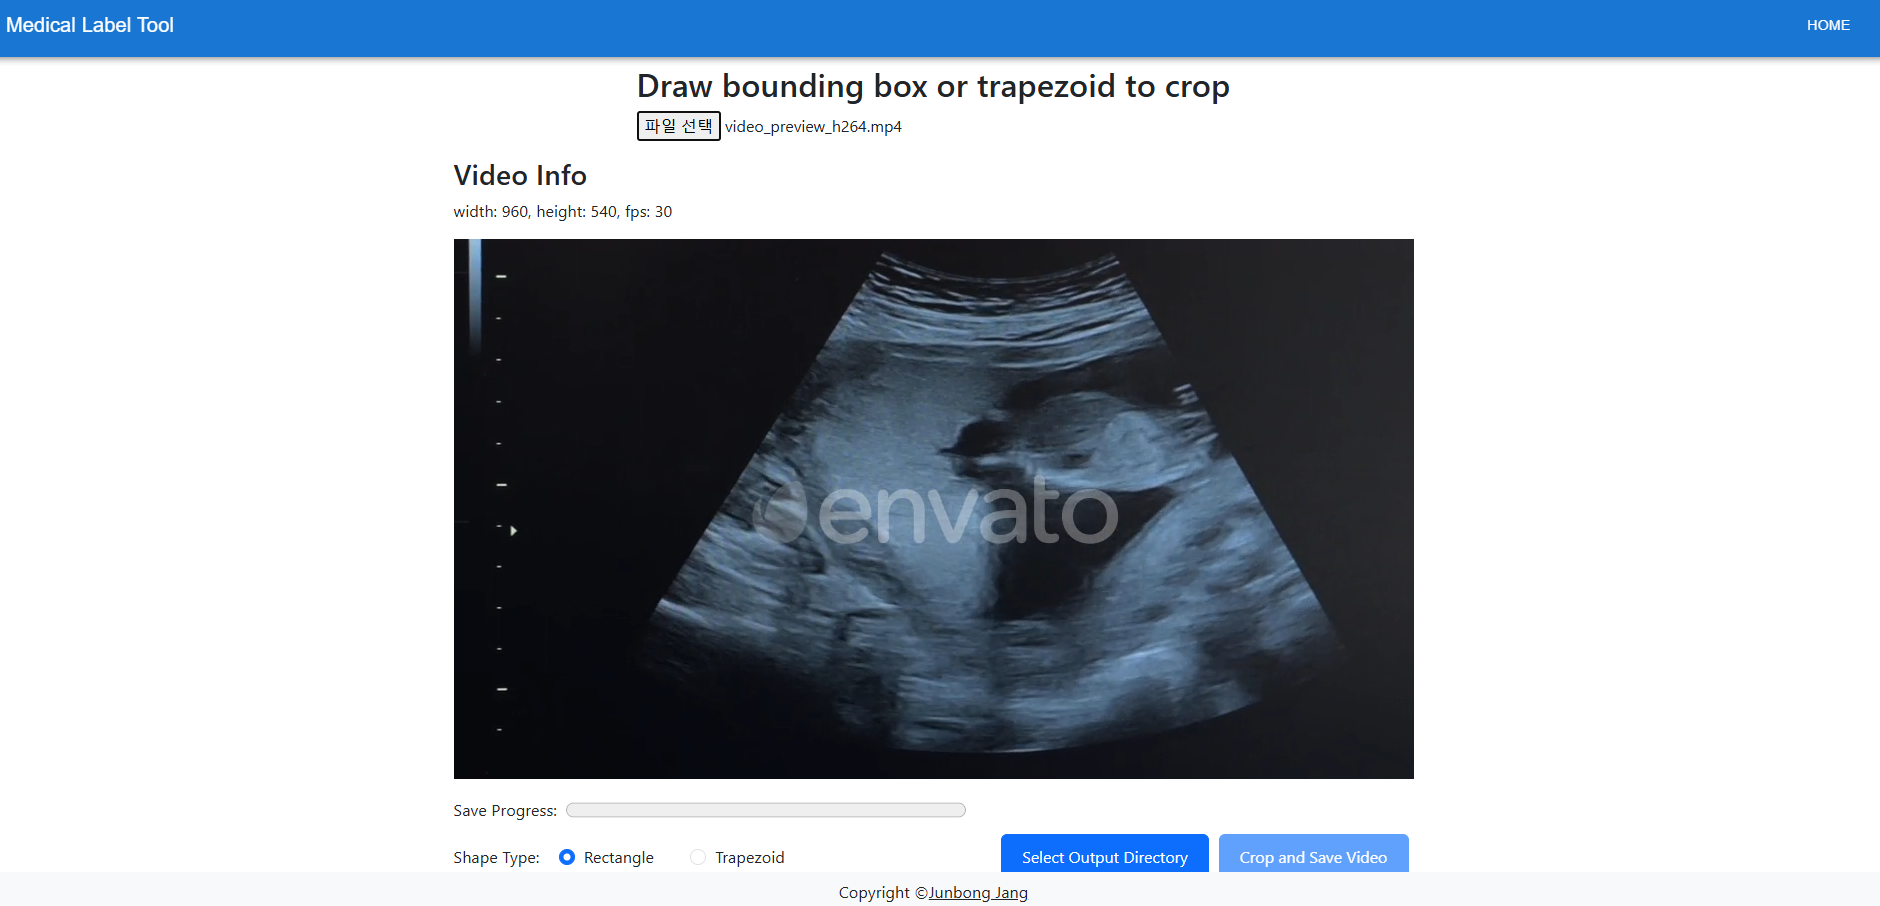 Medical Label Tool
HOME
Draw bounding box or trapezoid to crop
파일 선택 video_preview_h264.mp4
Video Info
width: 960, height: 540, fps: 30
envato
Save Progress:
Shape Type: Rectangle Trapezoid Select Output Directory Crop and Save Video
Copyright ©Junbong Jang